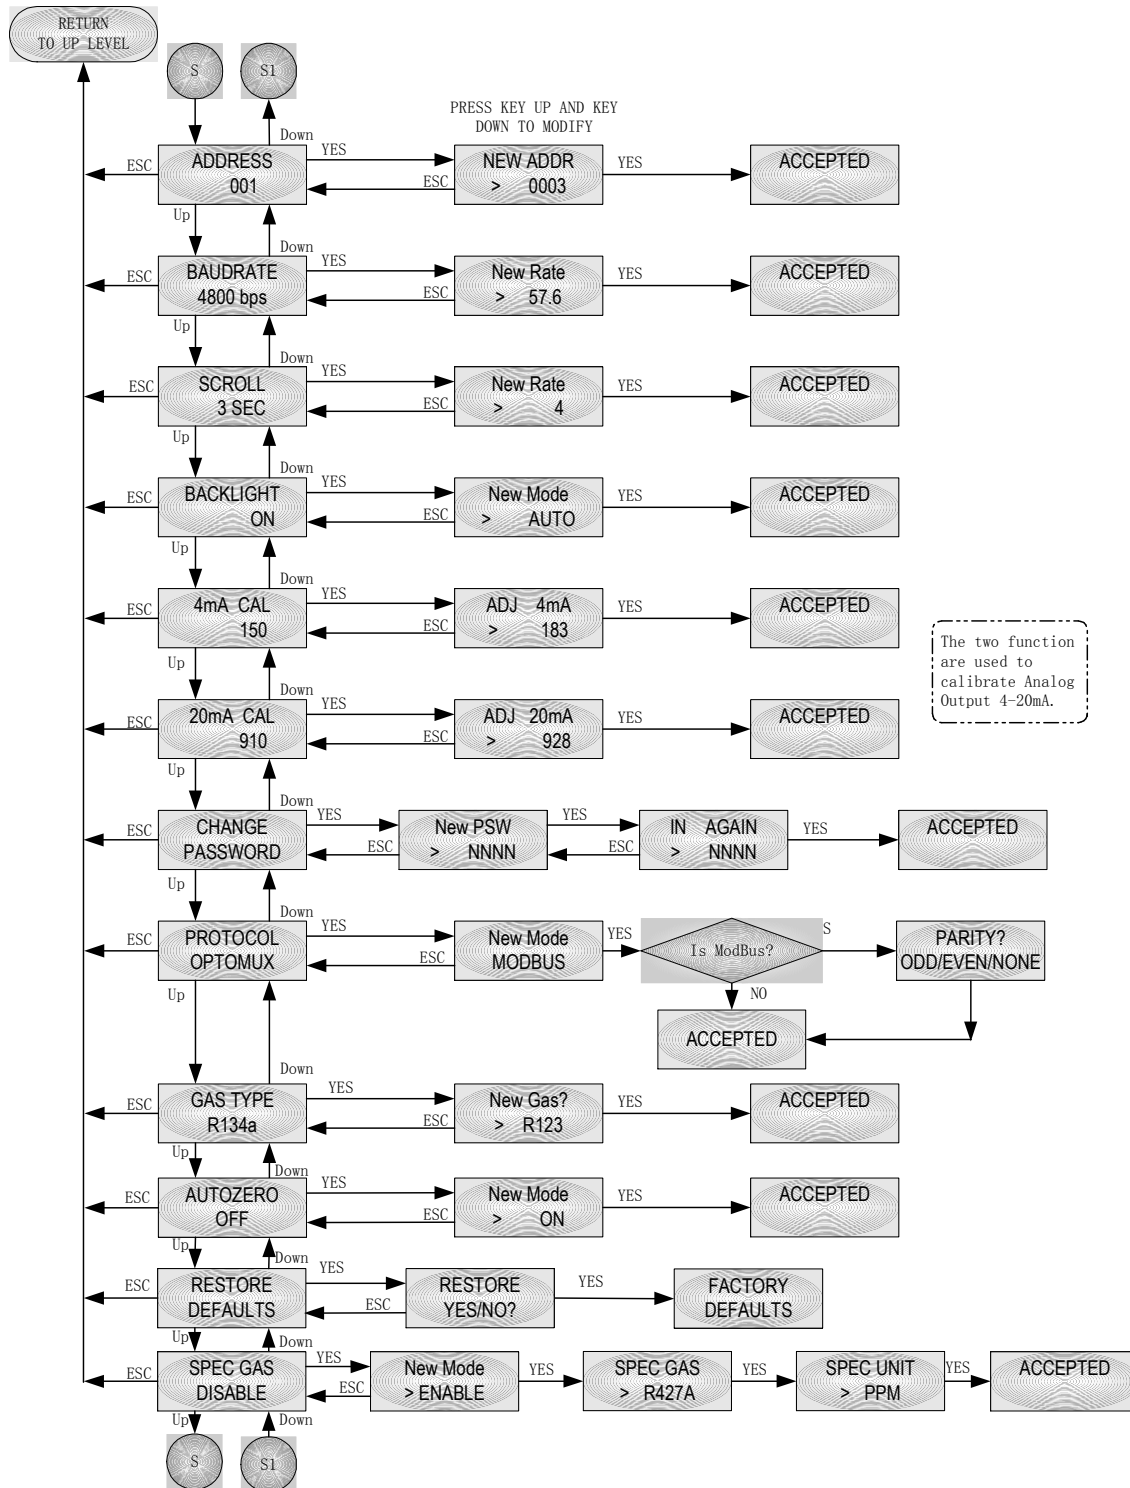 RETURN
TO UP LEVEL
S
S1
PRESS KEY UP AND KEY
DOWN TO MODIFY
Down
ESC
ADDRESS
001
YES
ESC
NEW ADDR
> 0003
YES
ACCEPTED
Up
Down
ESC
BAUDRATE
4800 bps
YES
ESC
New Rate
> 57.6
YES
ACCEPTED
Up
Down
ESC
SCROLL
3 SEC
YES
ESC
New Rate
> 4
YES
ACCEPTED
Up
Down
ESC
BACKLIGHT
ON
YES
ESC
New Mode
> AUTO
YES
ACCEPTED
Up
Down
ESC
4mA CAL
150
YES
ESC
ADJ 4mA
> 183
YES
ACCEPTED
The two function
are used to
calibrate Analog
Output 4-20mA.
Up
Down
ESC
20mA CAL
910
YES
ESC
ADJ 20mA
> 928
YES
ACCEPTED
Up
Down
ESC
CHANGE
PASSWORD
YES
ESC
New PSW
> NNNN
YES
ESC
IN AGAIN
> NNNN
YES
ACCEPTED
Up
Down
ESC
PROTOCOL
OPTOMUX
YES
ESC
New Mode
MODBUS
YES
Is ModBus?
S
PARITY?
ODD/EVEN/NONE
NO
ACCEPTED
Up
Down
ESC
GAS TYPE
R134a
YES
ESC
New Gas?
> R123
YES
ACCEPTED
Up
Down
ESC
AUTOZERO
OFF
YES
ESC
New Mode
> ON
YES
ACCEPTED
Up
Down
ESC
RESTORE
DEFAULTS
YES
ESC
RESTORE
YES/NO?
YES
FACTORY
DEFAULTS
Up
Down
ESC
SPEC GAS
DISABLE
YES
ESC
New Mode
> ENABLE
YES
SPEC GAS
> R427A
YES
SPEC UNIT
> PPM
YES
ACCEPTED
Up
Down
S
S1